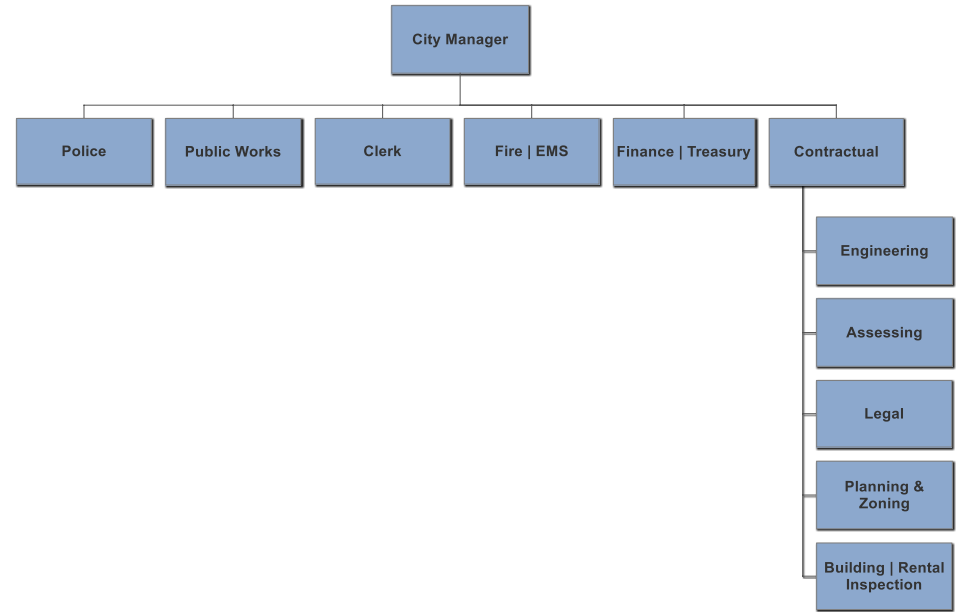 City Manager
Police
Public Works
Clerk
Fire | EMS
Finance | Treasury
Contractual
Engineering
Assessing
Legal
Planning &
Zoning
Building | Rental
Inspection